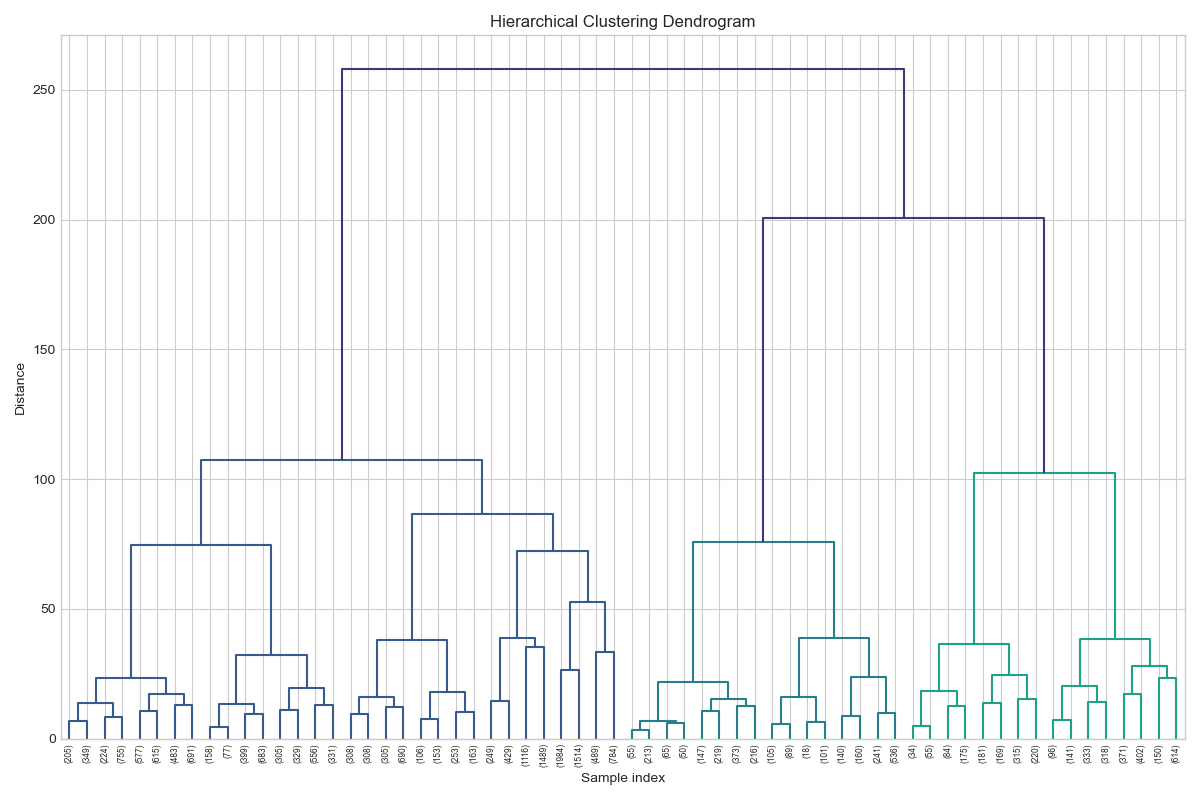 Hierarchical Clustering Dendrogram
250
200
150
100
50
0
Distance
(205) (349) (224) (755) (577) (615) (483) (691) (158) (77) (399) (683) (305) (329) (556) (331) (308) (308) (305) (690) (106) (153) (253) (163) (249) (429) (1116) (1489) (1984) (1514) (489) (784) (55) (213) (65) (50) (147) (219) (373) (216) (105) (89) (18) (101) (140) (160) (241) (536) (34) (55) (84) (175) (181) (169) (315) (220) (96) (141) (333) (318) (371) (402) (150) (614)
Sample index